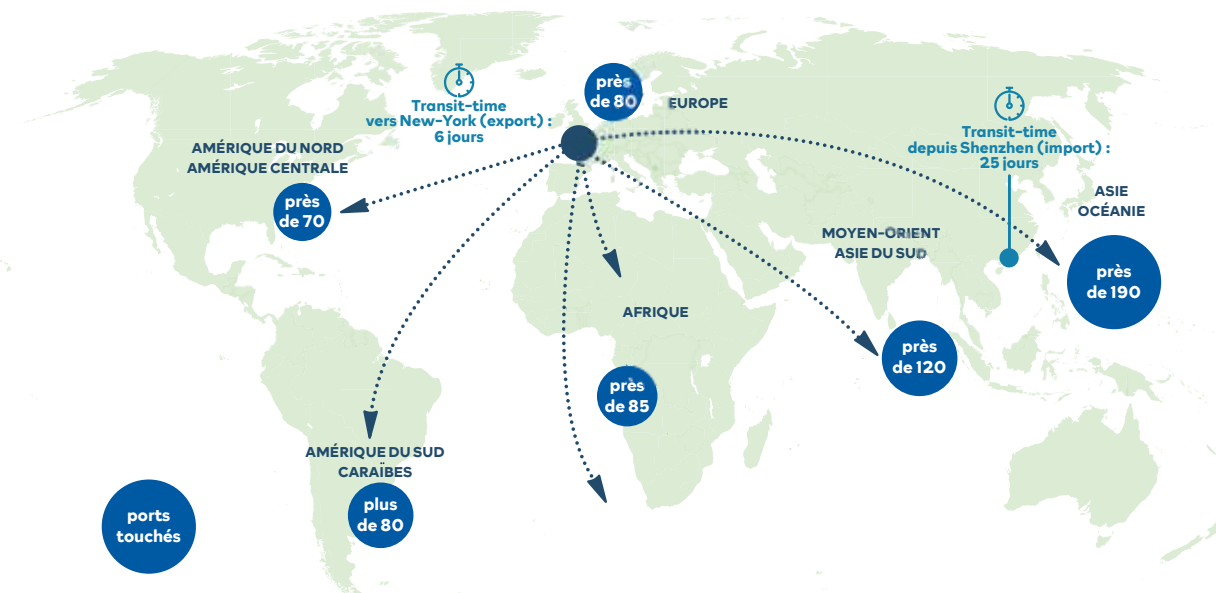 près
de 80
EUROPE
Transit-time
vers New-York (export) :
6 jours
Transit-time
depuis Shenzhen (import) :
25 jours
AMÉRIQUE DU NORD
AMÉRIQUE CENTRALE
près
de 70
ASIE
OCÉANIE
près
de 190
MOYEN-ORIENT
ASIE DU SUD
près
de 120
AFRIQUE
près
de 85
AMÉRIQUE DU SUD
CARAÏBES
plus
de 80
ports
touchés